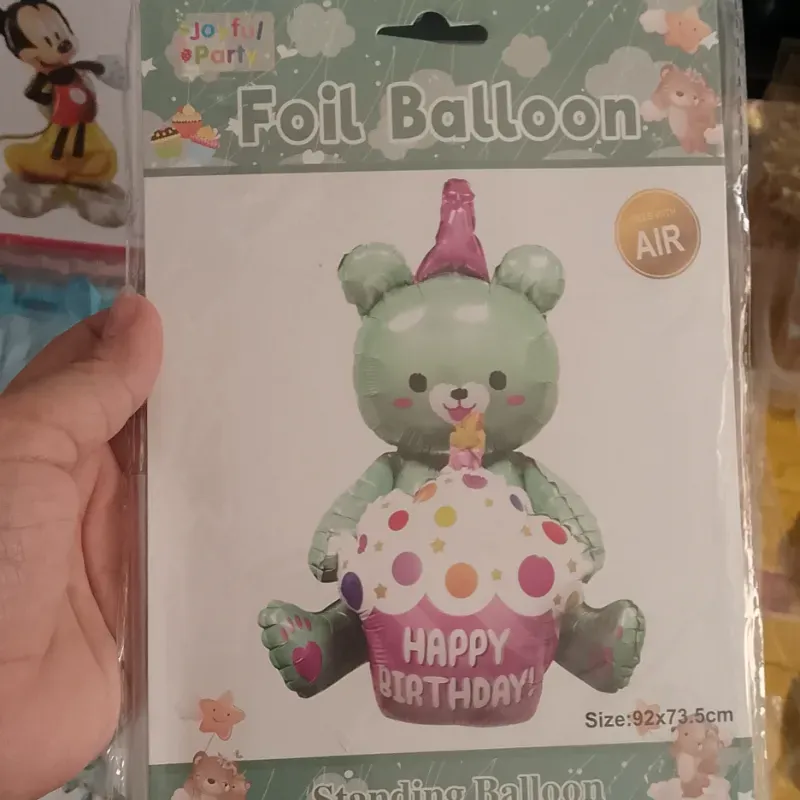 Joyful
Party
Foil Balloon
AIR
HAPPY
BIRTHDAY!
Size:92x73.5cm
Standing Balloon